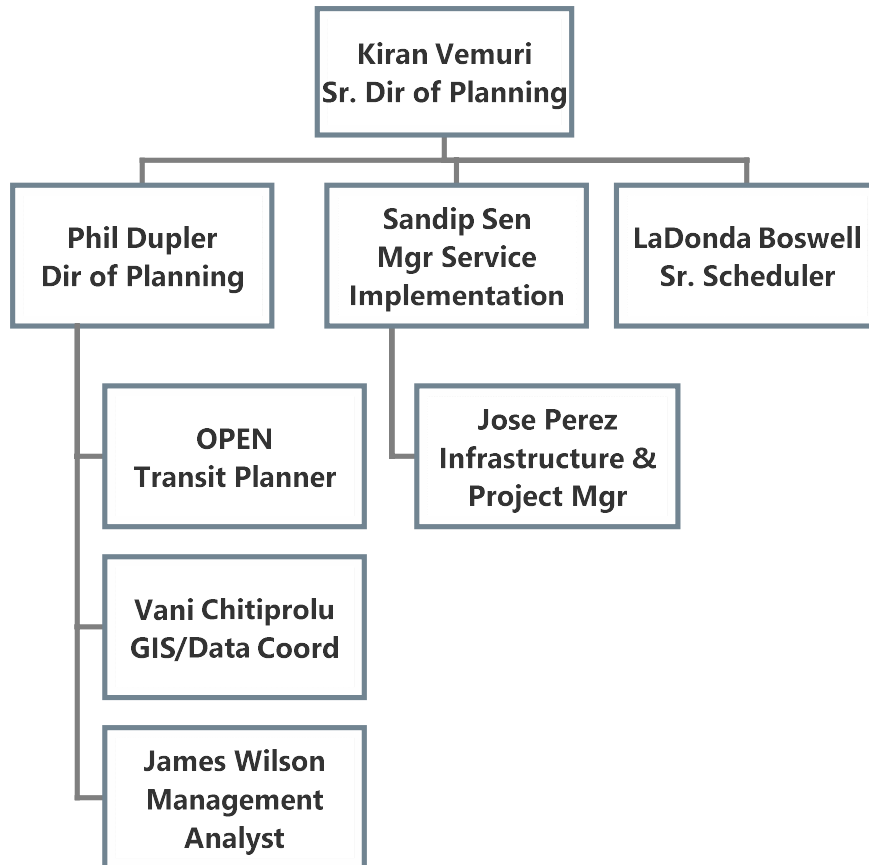 Kiran Vemuri
Sr. Dir of Planning
Phil Dupler
Dir of Planning
Sandip Sen
Mgr Service
Implementation
LaDonda Boswell
Sr. Scheduler
OPEN
Transit Planner
Jose Perez
Infrastructure &
Project Mgr
Vani Chitiprolu
GIS/Data Coord
James Wilson
Management
Analyst